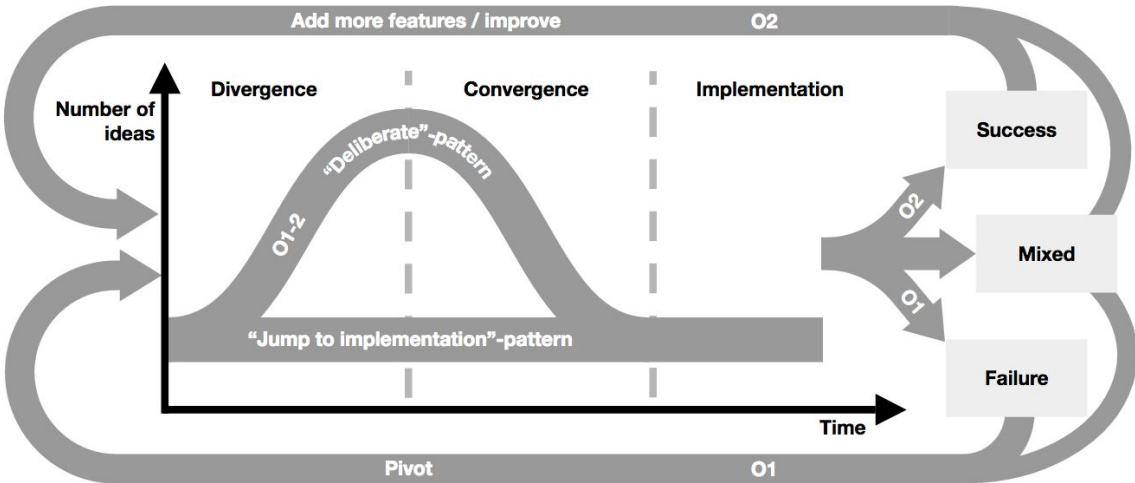 Add more features / improve O2
Divergence Convergence Implementation
Number of
ideas
"Deliberate"-pattern
O1-2
"Jump to implementation"-pattern
Success
O2
Mixed
O1
Failure
Time
Pivot O1